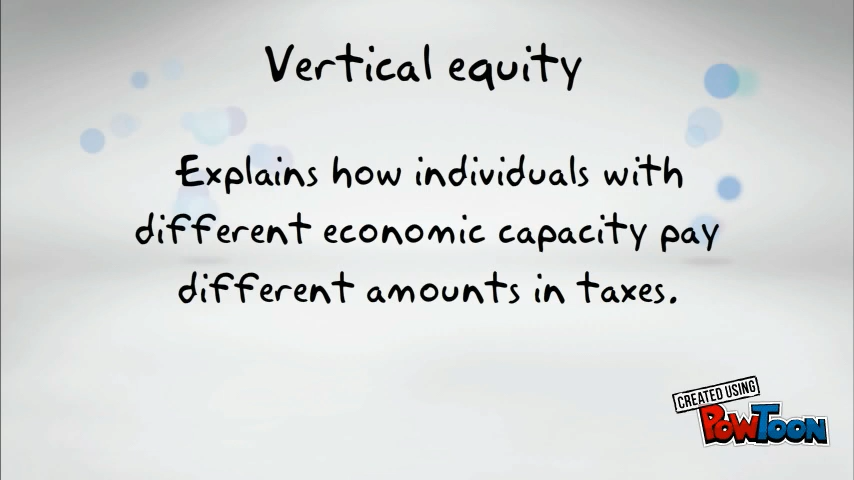 Vertical equity
Explains how individuals with
different economic capacity pay
different amounts in taxes.
CREATED USING
POWTOON